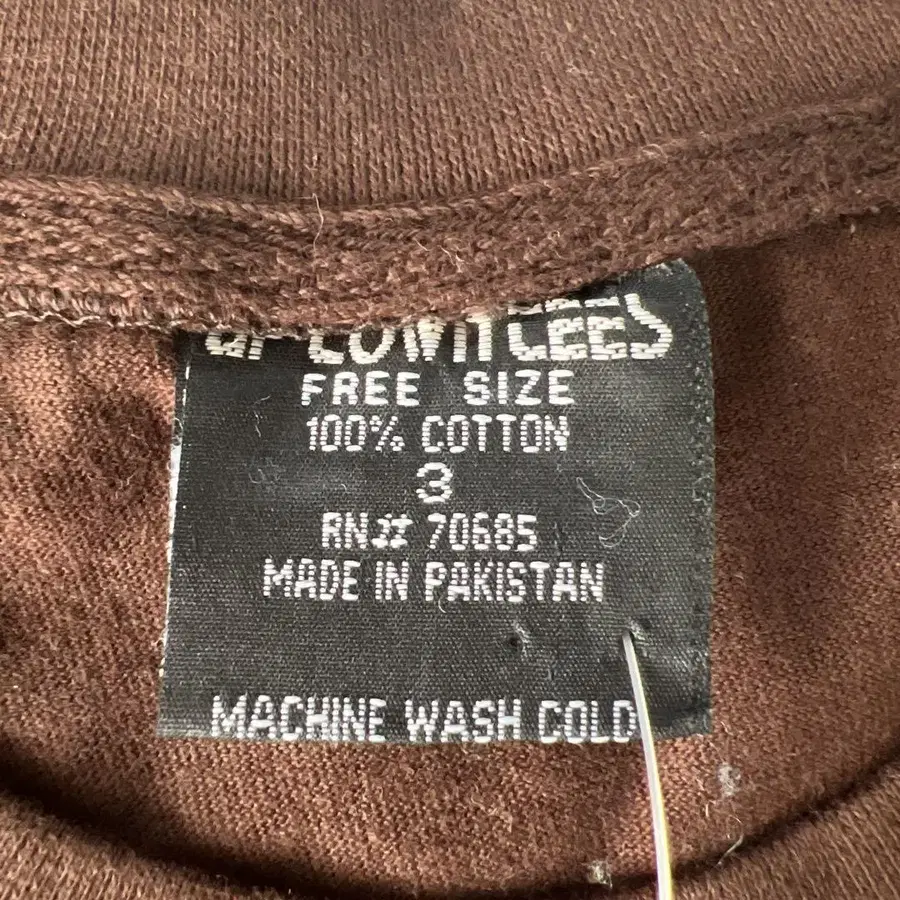 FREE SIZE
100% COTTON
3
RN# 70685
MADE IN PAKISTAN
MACHINE WASH COLD